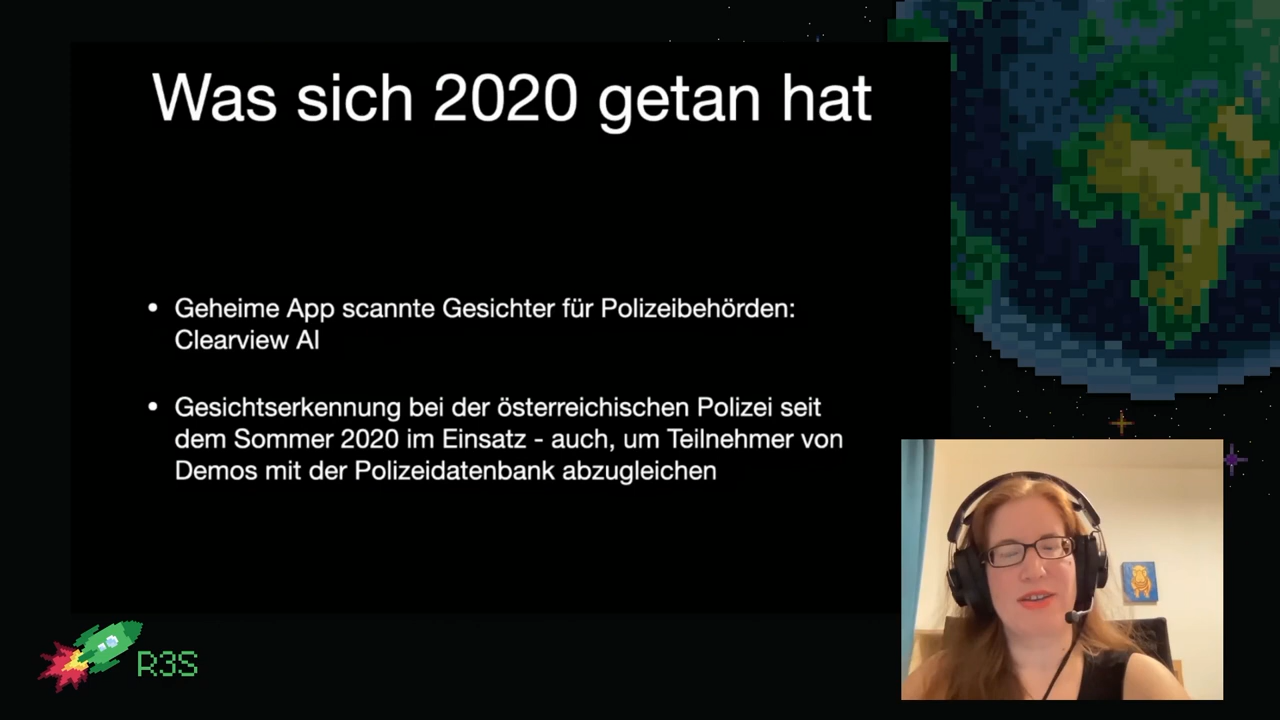 Was sich 2020 getan hat
• Geheime App scannte Gesichter für Polizeibehörden:
Clearview AI
• Gesichtserkennung bei der österreichischen Polizei seit
dem Sommer 2020 im Einsatz - auch, um Teilnehmer von
Demos mit der Polizeidatenbank abzugleichen
R3S